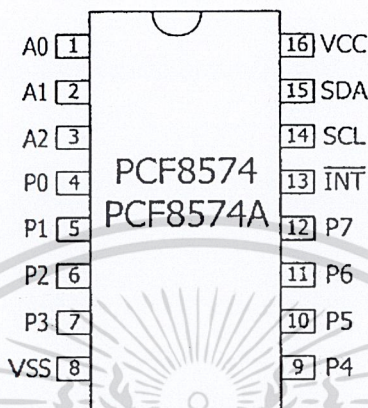 A0 1 16 VCC
A1 2 15 SDA
A2 3 14 SCL
P0 4 PCF8574 13 INT
P1 5 PCF8574A 12 P7
P2 6 11 P6
P3 7 10 P5
VSS 8 9 P4